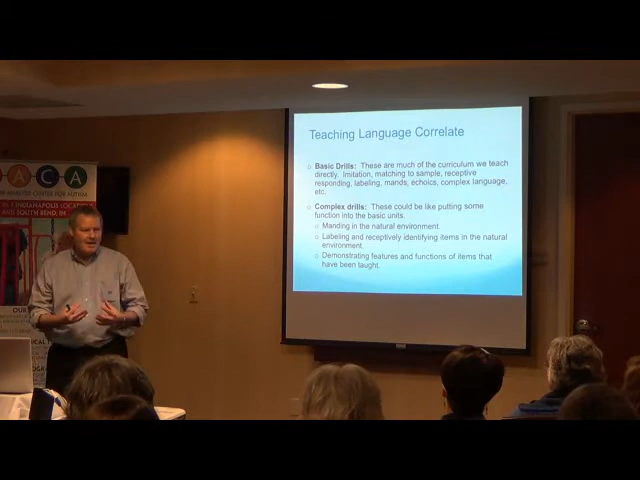 A C A
ANALYSIS CENTER FOR AUTISM
INDIANAPOLIS
AND SOUTH BEND, IN
OUR
Teaching Language Correlate
Basic Drills: These are much of the curriculum we teach
directly. Imitation, matching to sample, receptive
responding, labeling, mands, echoics, complex language,
etc.
Complex drills: These could be like putting some
function into the basic units.
Manding in the natural environment.
Labeling and receptively identifying items in the natural
environment.
Demonstrating features and functions of items that
have been taught.